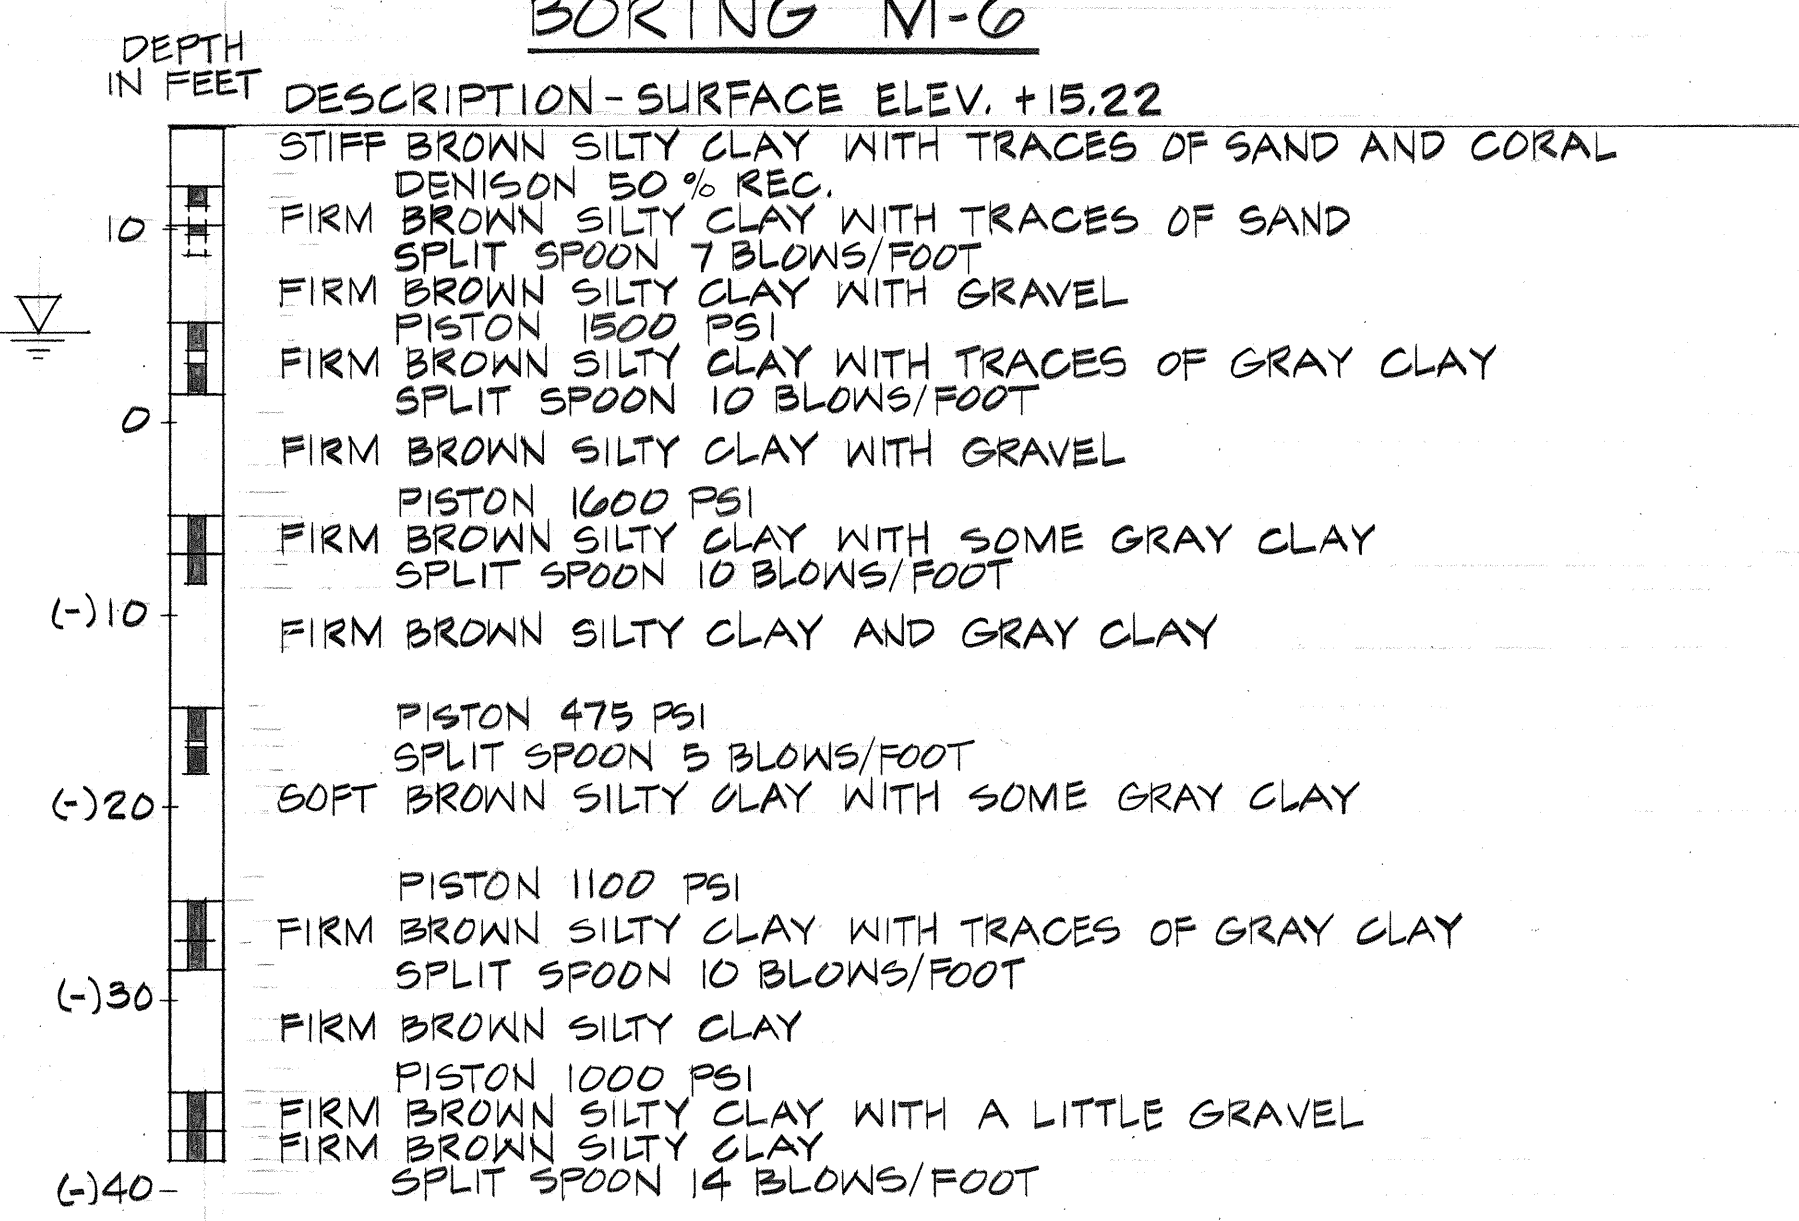 BORING M-6
DEPTH
IN FEET
DESCRIPTION-SURFACE ELEV. +15.22
STIFF BROWN SILTY CLAY WITH TRACES OF SAND AND CORAL
DENISON 50% REC.
10 FIRM BROWN SILTY CLAY WITH TRACES OF SAND
SPLIT SPOON 7 BLOWS/FOOT
FIRM BROWN SILTY CLAY WITH GRAVEL
PISTON 1500 PSI
FIRM BROWN SILTY CLAY WITH TRACES OF GRAY CLAY
SPLIT SPOON 10 BLOWS/FOOT
0
FIRM BROWN SILTY CLAY WITH GRAVEL
PISTON 1600 PSI
FIRM BROWN SILTY CLAY WITH SOME GRAY CLAY
SPLIT SPOON 10 BLOWS/FOOT
(-)10
FIRM BROWN SILTY CLAY AND GRAY CLAY
PISTON 475 PSI
SPLIT SPOON 5 BLOWS/FOOT
(-)20 SOFT BROWN SILTY CLAY WITH SOME GRAY CLAY
PISTON 1100 PSI
FIRM BROWN SILTY CLAY WITH TRACES OF GRAY CLAY
SPLIT SPOON 10 BLOWS/FOOT
(-)30
FIRM BROWN SILTY CLAY
PISTON 1000 PSI
FIRM BROWN SILTY CLAY WITH A LITTLE GRAVEL
FIRM BROWN SILTY CLAY
(-)40 SPLIT SPOON 14 BLOWS/FOOT